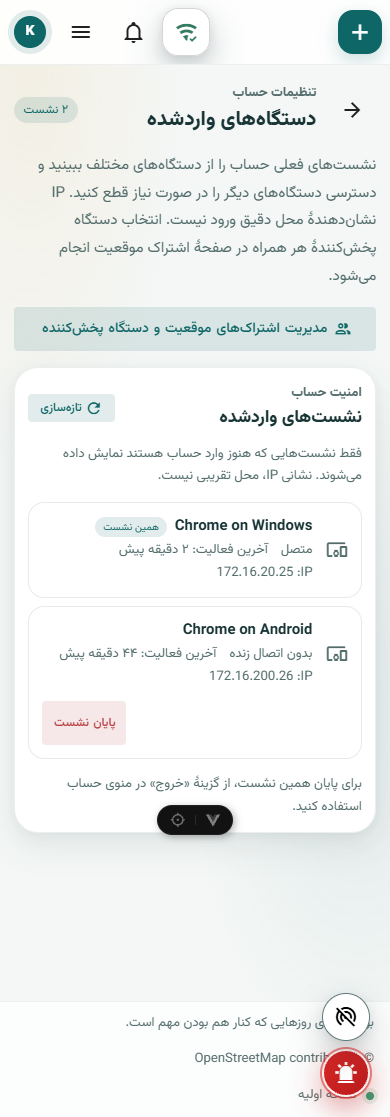 K
تنظیمات حساب
دستگاه‌های واردشده
۲ نشست
نشست‌های فعلی حساب را از دستگاه‌های مختلف ببینید و
دسترسی دستگاه‌های دیگر را در صورت نیاز قطع کنید. IP
نشان‌دهندهٔ محل دقیق ورود نیست. انتخاب دستگاه
پخش‌کنندهٔ هر همراه در صفحهٔ اشتراک موقعیت انجام
می‌شود.
مدیریت اشتراک‌های موقعیت و دستگاه پخش‌کننده
امنیت حساب
نشست‌های واردشده
تازه‌سازی
فقط نشست‌هایی که هنوز وارد حساب هستند نمایش داده
می‌شوند. نشانی IP، محل تقریبی نیست.
Chrome on Windows
همین نشست
متصل آخرین فعالیت: ۲ دقیقه پیش
IP: 172.16.20.25
Chrome on Android
بدون اتصال زنده آخرین فعالیت: ۴۴ دقیقه پیش
IP: 172.16.200.26
پایان نشست
برای پایان همین نشست، از گزینهٔ «خروج» در منوی حساب
استفاده کنید.
روزهایی که کنار هم بودن مهم است.
© OpenStreetMap
اولیه